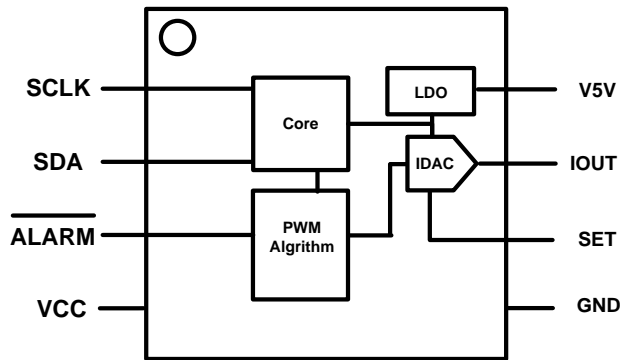 SCLK
SDA
ALARM
VCC
Core
PWM
Algrithm
LDO
IDAC
V5V
IOUT
SET
GND